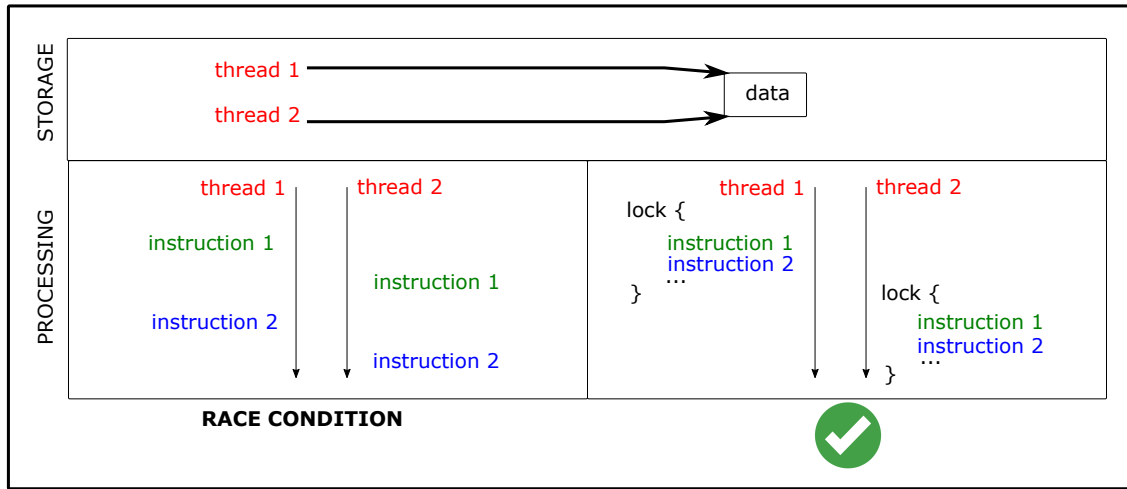 STORAGE
thread 1
thread 2
data
PROCESSING
thread 1
thread 2
instruction 1
instruction 1
instruction 2
instruction 2
RACE CONDITION
thread 1
thread 2
lock {
instruction 1
instruction 2
...
}
lock {
instruction 1
instruction 2
...
}